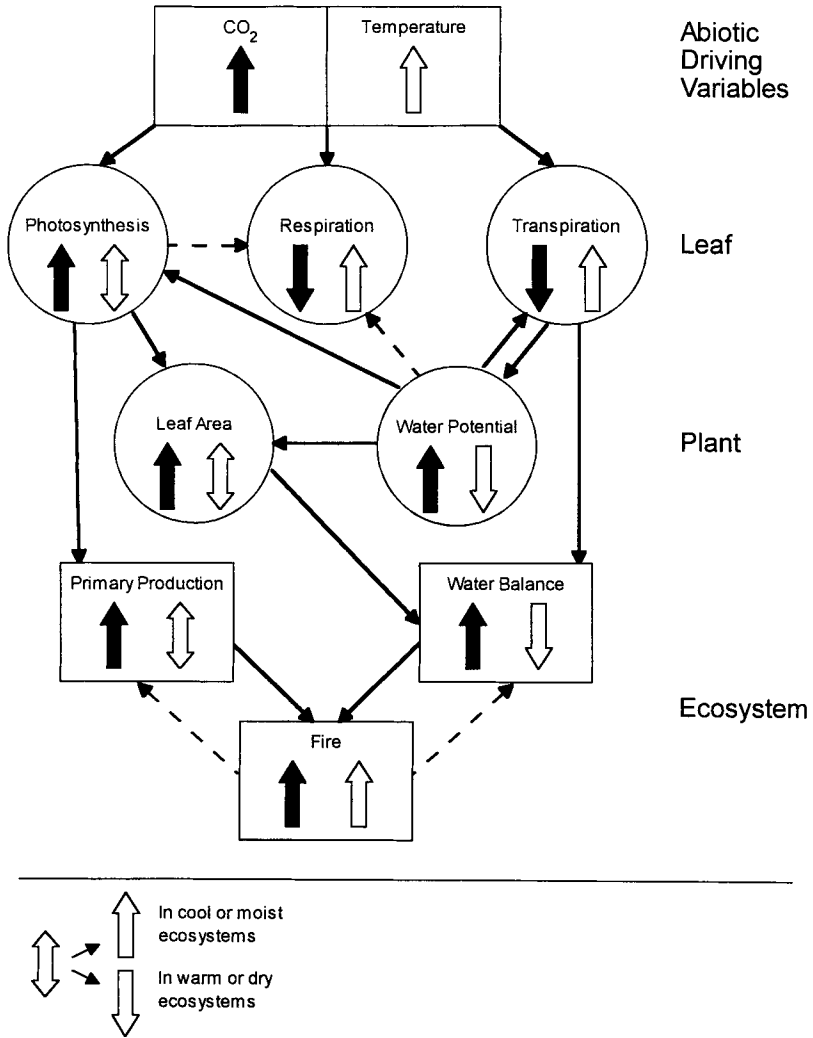 CO2
Temperature
Abiotic
Driving
Variables
Photosynthesis
Respiration
Transpiration
Leaf
Leaf Area
Water Potential
Plant
Primary Production
Water Balance
Ecosystem
Fire
In cool or moist
ecosystems
In warm or dry
ecosystems